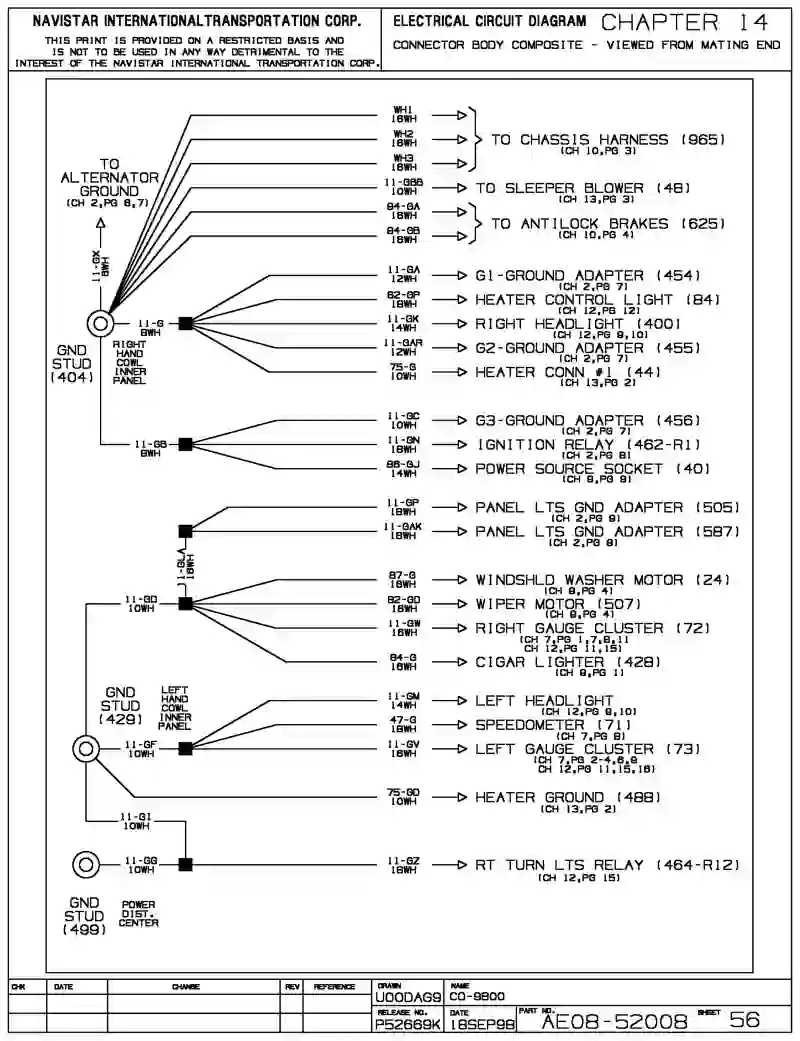 NAVISTAR INTERNATIONALTRANSPORTATION CORP.
THIS PRINT IS PROVIDED ON A RESTRICTED BASIS AND
IS NOT TO BE USED IN ANY WAY DETRIMENTAL TO THE
INTEREST OF THE NAVISTAR INTERNATIONAL TRANSPORTATION CORP.
ELECTRICAL CIRCUIT DIAGRAM CHAPTER 14
CONNECTOR BODY COMPOSITE - VIEWED FROM MATING END
WH1
18WH
WH2
18WH
WH3
18WH
TO CHASSIS HARNESS (965)
(CH 10,PG 3)
TO
ALTERNATOR
GROUND
(CH 2,PG 6,7)
11-GBB
10WH
TO SLEEPER BLOWER (48)
(CH 13,PG 3)
94-GA
18WH
94-GB
18WH
TO ANTILOCK BRAKES (625)
(CH 10,PG 4)
11-GX
8WH
11-GA
12WH
G1-GROUND ADAPTER (454)
(CH 2,PG 7)
62-GP
18WH
HEATER CONTROL LIGHT (84)
(CH 12,PG 12)
11-G
8WH
11-GK
14WH
RIGHT HEADLIGHT (400)
(CH 12,PG 9,10)
GND
STUD
(404)
RIGHT
HAND
COWL
INNER
PANEL
11-GAR
12WH
G2-GROUND ADAPTER (455)
(CH 2,PG 7)
75-G
10WH
HEATER CONN #1 (44)
(CH 13,PG 2)
11-GC
10WH
G3-GROUND ADAPTER (456)
(CH 2,PG 7)
11-GB
8WH
11-GN
18WH
IGNITION RELAY (462-R1)
(CH 2,PG 8)
86-GJ
14WH
POWER SOURCE SOCKET (40)
(CH 9,PG 9)
11-GP
18WH
PANEL LTS GND ADAPTER (505)
(CH 2,PG 9)
11-GAK
18WH
PANEL LTS GND ADAPTER (587)
(CH 2,PG 8)
11-GLA
16WH
87-G
18WH
WINDSHLD WASHER MOTOR (24)
(CH 9,PG 4)
11-GD
10WH
82-GD
16WH
WIPER MOTOR (507)
(CH 9,PG 4)
11-GW
16WH
RIGHT GAUGE CLUSTER (72)
(CH 7,PG 1,7,8,11
CH 12,PG 11,15)
84-G
16WH
CIGAR LIGHTER (428)
(CH 9,PG 1)
GND
STUD
(429)
LEFT
HAND
COWL
INNER
PANEL
11-GM
14WH
LEFT HEADLIGHT
(CH 12,PG 9,10)
47-G
18WH
SPEEDOMETER (71)
(CH 7,PG 8)
11-GF
10WH
11-GV
16WH
LEFT GAUGE CLUSTER (73)
(CH 7,PG 2-4,6,9
CH 12,PG 11,15,16)
75-GD
10WH
HEATER GROUND (488)
(CH 13,PG 2)
11-GI
10WH
11-GG
10WH
11-GZ
18WH
RT TURN LTS RELAY (464-R12)
(CH 12,PG 15)
GND
STUD
(499)
POWER
DIST.
CENTER
CHK DATE CHANGE REV REFERENCE
DRAWN
U00DAG9
NAME
CO-9800
RELEASE NO.
P52669K
DATE
18SEP98
PART NO.
AE08-52008
SHEET 56